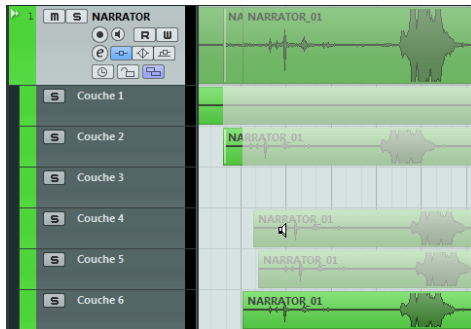 1 m S NARRATOR NA NARRATOR_01
R W
e
S Couche 1
S Couche 2 NARRATOR_01
S Couche 3
S Couche 4 NARRATOR_01
S Couche 5 NARRATOR_01
S Couche 6 NARRATOR_01